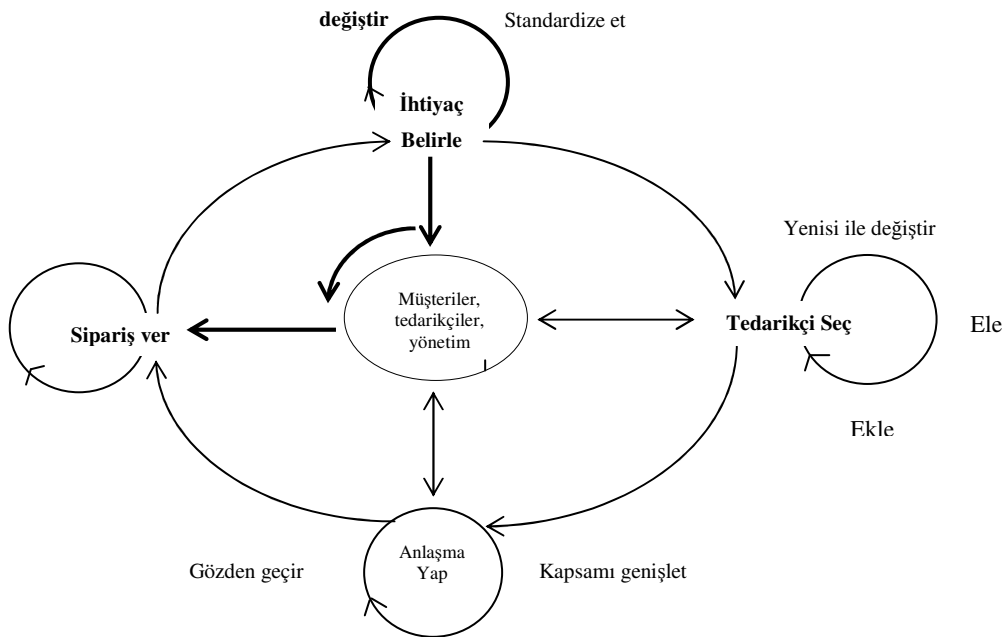 değiştir
Standardize et
İhtiyaç
Belirle
Yenisi ile değiştir
Müşteriler,
tedarikçiler,
yönetim
Sipariş ver
Tedarikçi Seç
Ele
Ekle
Anlaşma
Yap
Gözden geçir
Kapsamı genişlet